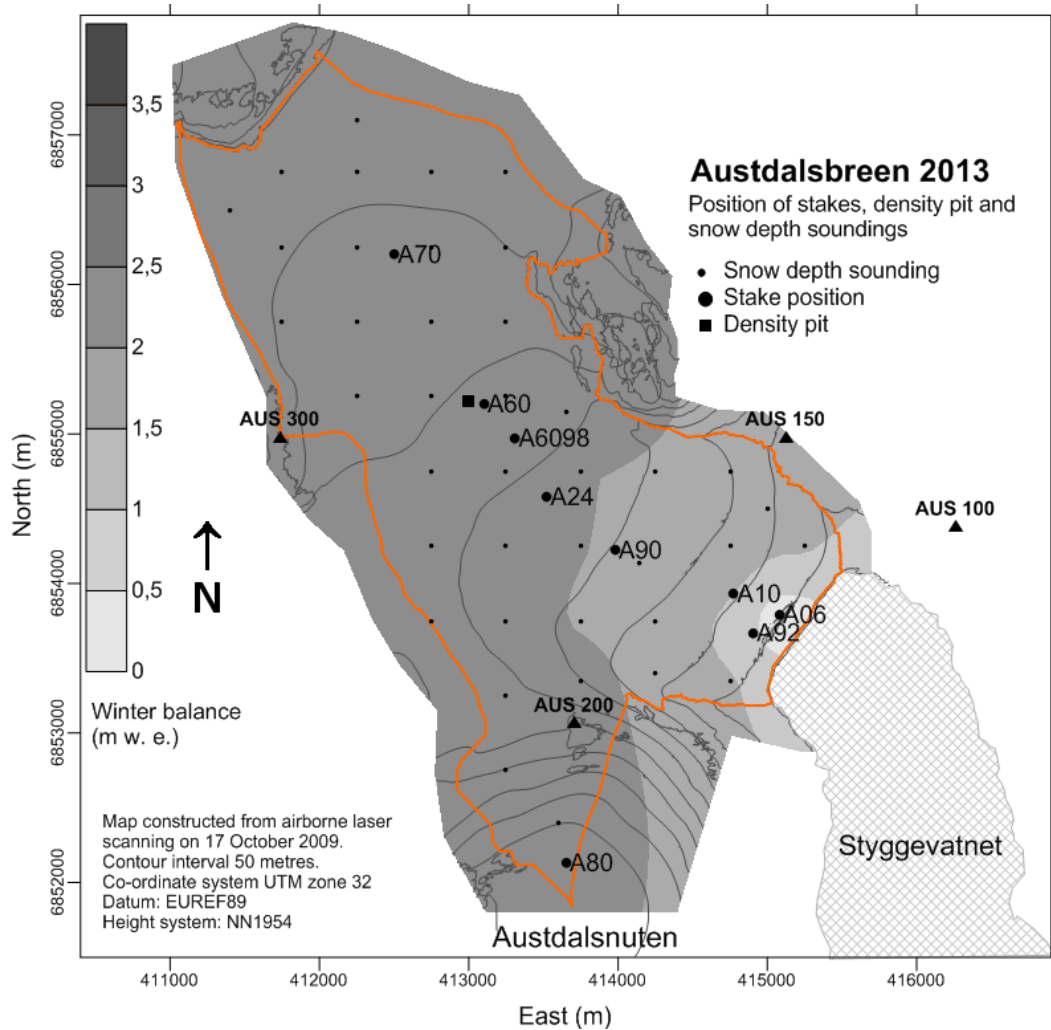 Austdalsbreen 2013
Position of stakes, density pit and
snow depth soundings
Snow depth sounding
Stake position
Density pit
3,5
3
2,5
2
1,5
1
0,5
0
Winter balance
(m w. e.)
N
A70
A60
A6098
A24
A90
A10
A06
A92
A80
AUS 300
AUS 150
AUS 100
AUS 200
Styggevatnet
Austdalsnuten
Map constructed from airborne laser
scanning on 17 October 2009.
Contour interval 50 metres.
Co-ordinate system UTM zone 32
Datum: EUREF89
Height system: NN1954
North (m)
6857000
6856000
6855000
6854000
6853000
6852000
411000
412000
413000
414000
415000
416000
East (m)